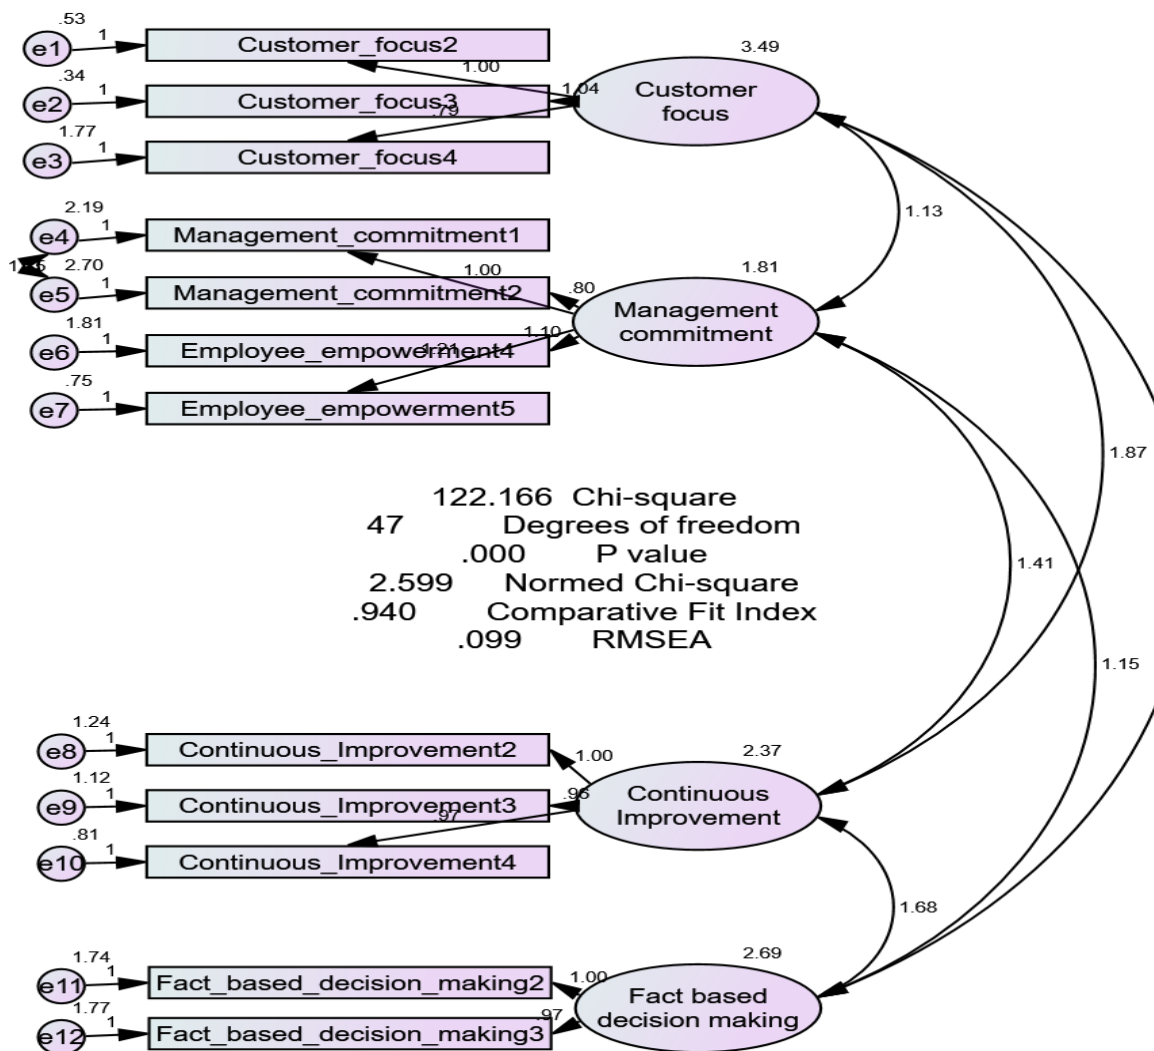 .53
e1
1
Customer_focus2
1.00
3.49
Customer
focus
.34
e2
1
Customer_focus3
1.04
.79
1.77
e3
1
Customer_focus4
1.13
2.19
e4
1
Management_commitment1
1.00
1.81
Management
commitment
2.70
e5
1
Management_commitment2
.80
1.81
e6
1
Employee_empowerment4
1.10
1.21
.75
e7
1
Employee_empowerment5
1.87
122.166 Chi-square
47 Degrees of freedom
.000 P value
2.599 Normed Chi-square
.940 Comparative Fit Index
.099 RMSEA
1.41
1.15
1.24
e8
1
Continuous_Improvement2
1.00
2.37
Continuous
Improvement
1.12
e9
1
Continuous_Improvement3
.97
.81
e10
1
Continuous_Improvement4
1.68
1.74
e11
1
Fact_based_decision_making2
1.00
2.69
Fact based
decision making
1.77
e12
1
Fact_based_decision_making3
.97